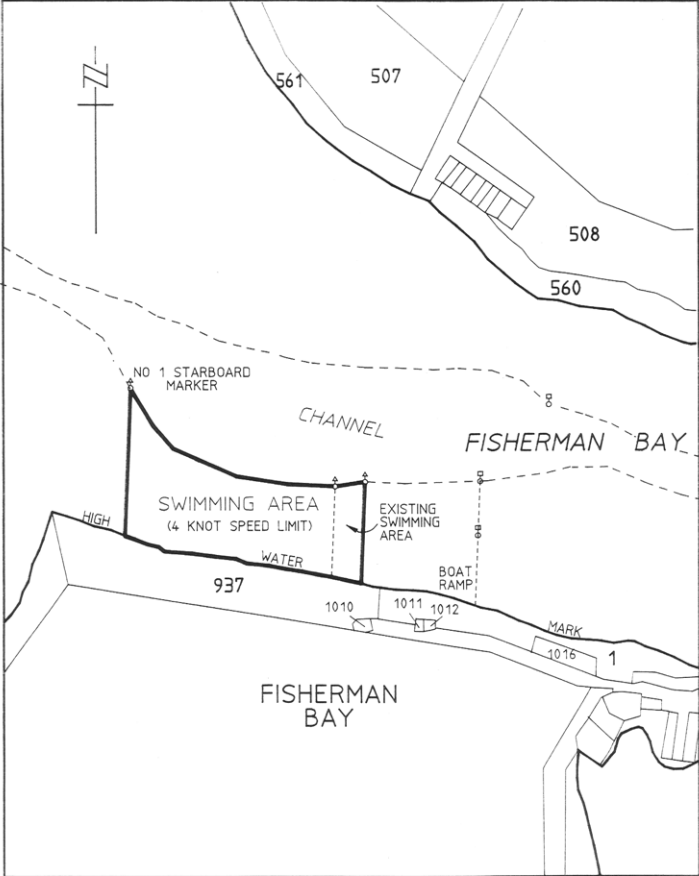 N
561
507
508
560
NO 1 STARBOARD
MARKER
CHANNEL
FISHERMAN BAY
SWIMMING AREA
(4 KNOT SPEED LIMIT)
EXISTING
SWIMMING
AREA
HIGH
WATER
BOAT
RAMP
937
1010
1011
1012
MARK
1016
1
FISHERMAN
BAY